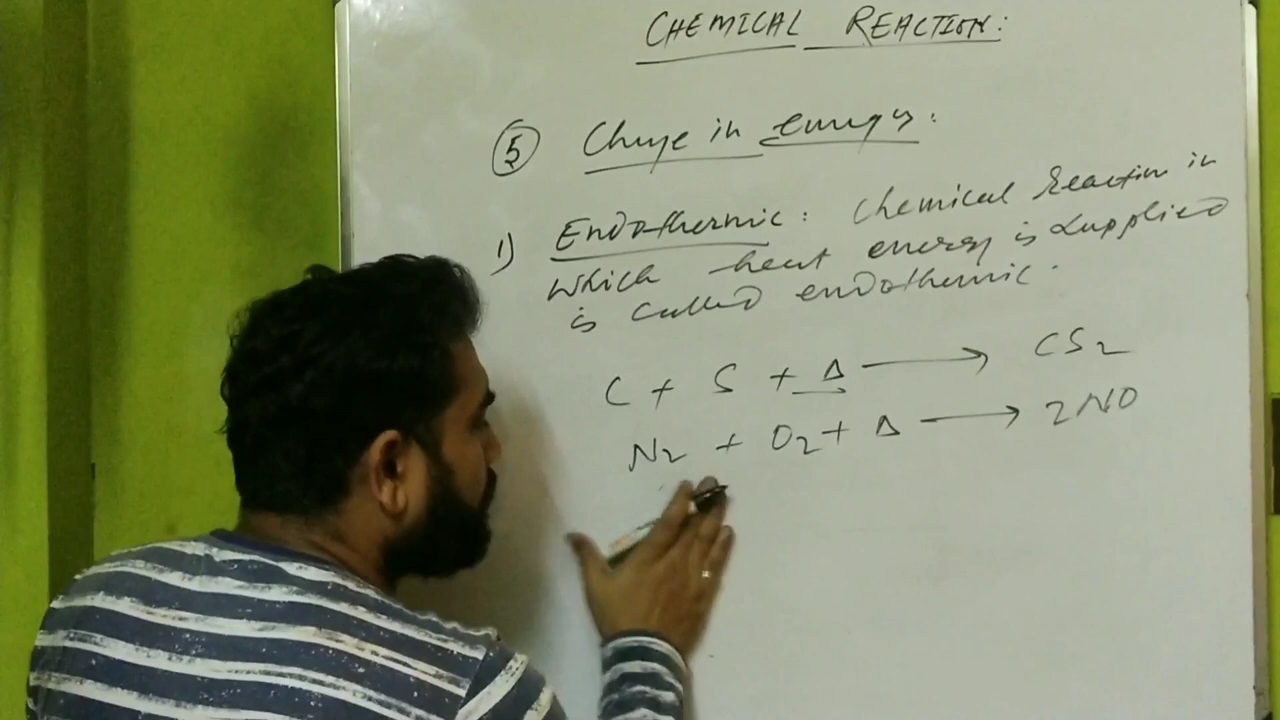 CHEMICAL REACTION:
⑤ Change in energy:
1) Endothermic: Chemical Reaction in
which heat energy is supplied
is called endothermic.
C + S + Δ ⟶ CS₂
N₂ + O₂ + Δ ⟶ 2NO